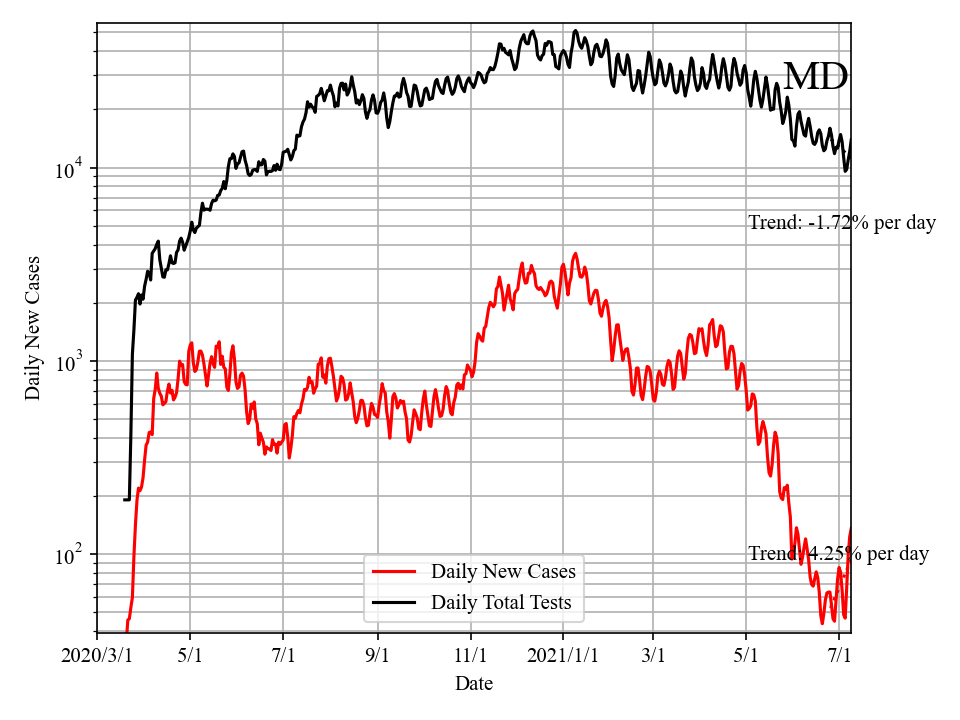 MD
10^4
Trend: -1.72% per day
10^3
Daily New Cases
10^2
Trend: 4.25% per day
Daily New Cases
Daily Total Tests
2020/3/1 5/1 7/1 9/1 11/1 2021/1/1 3/1 5/1 7/1
Date